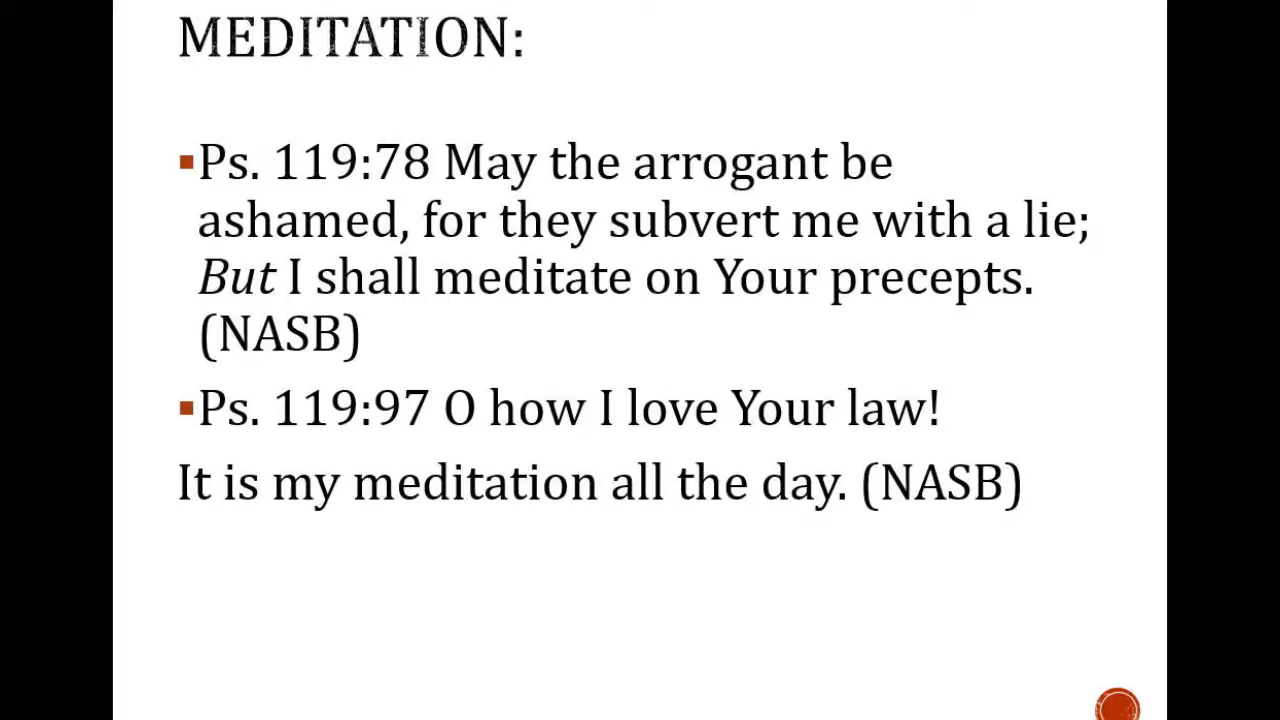 MEDITATION:
▪Ps. 119:78 May the arrogant be
ashamed, for they subvert me with a lie;
But I shall meditate on Your precepts.
(NASB)
▪Ps. 119:97 O how I love Your law!
It is my meditation all the day. (NASB)